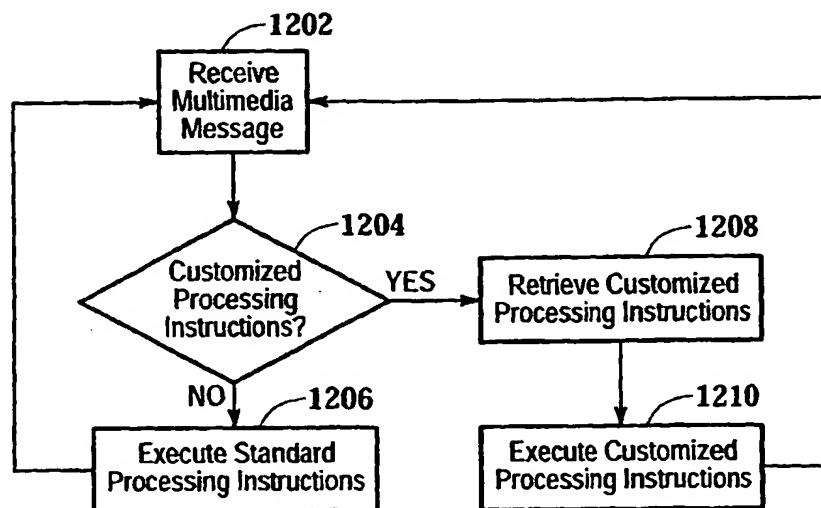 1202
Receive
Multimedia
Message
1204
Customized
Processing
Instructions?
YES
NO
1208
Retrieve Customized
Processing Instructions
1206
Execute Standard
Processing Instructions
1210
Execute Customized
Processing Instructions